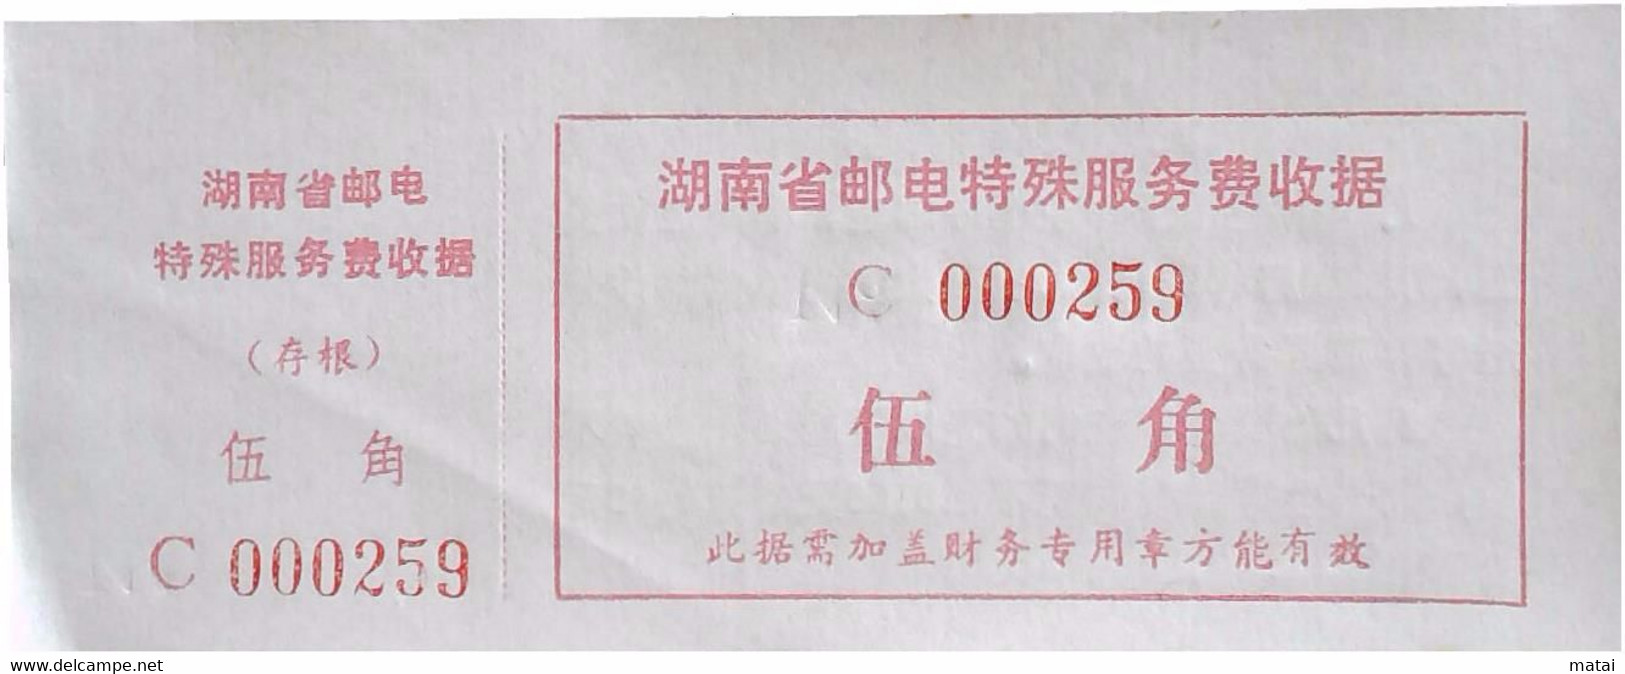 湖南省邮电
特殊服务费收据
（存根）
伍 角
C 000259
湖南省邮电特殊服务费收据
C 000259
伍 角
此据需加盖财务专用章方能有效
www.delcampe.net
matai